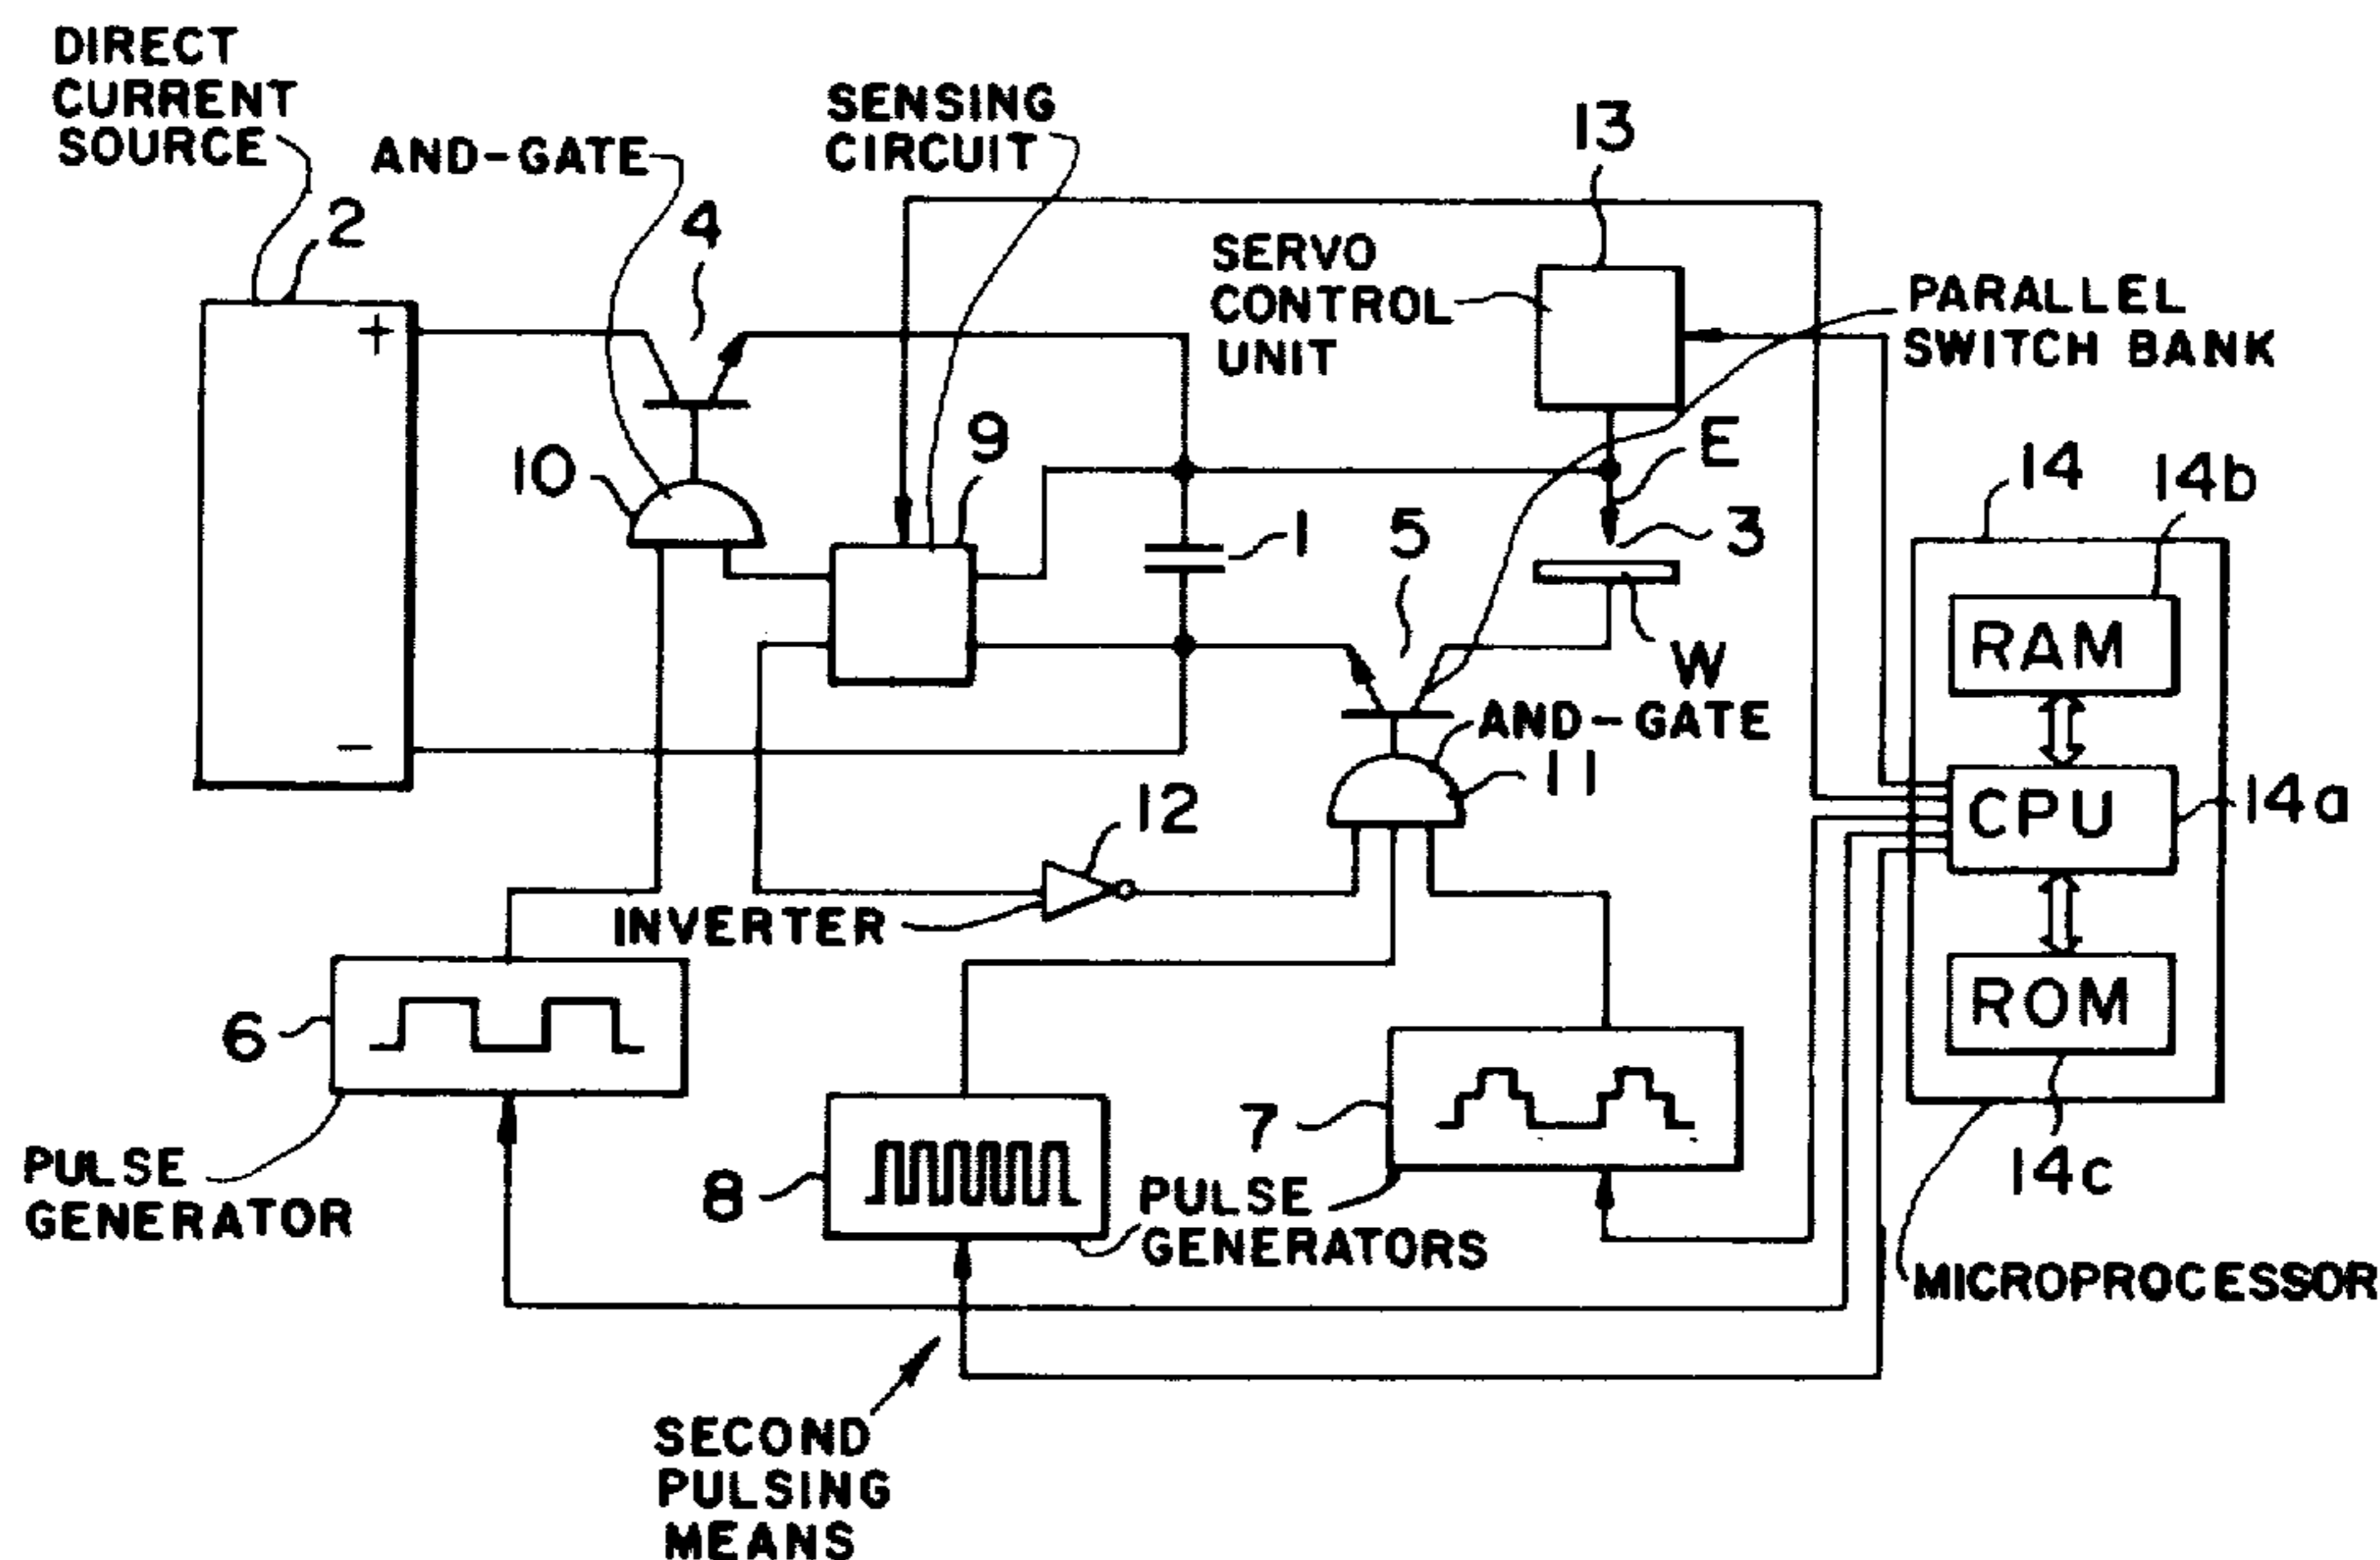 DIRECT
CURRENT
SOURCE
2
AND-GATE
4
SENSING
CIRCUIT
13
SERVO
CONTROL
UNIT
PARALLEL
SWITCH BANK
+
10
9
E
1
5
3
14
14b
RAM
W
AND-GATE
11
−
12
CPU
14a
INVERTER
6
ROM
PULSE
GENERATOR
8
7
PULSE
GENERATORS
14c
MICROPROCESSOR
SECOND
PULSING
MEANS